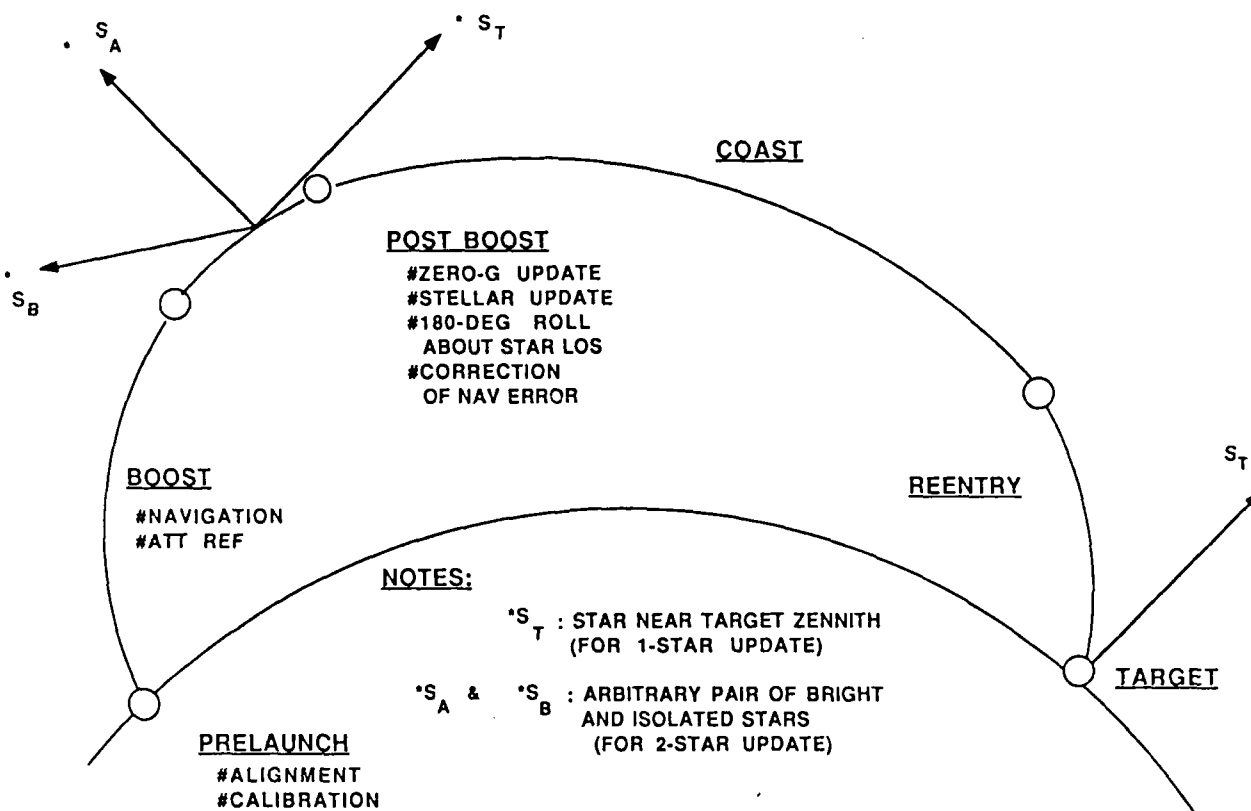 * S_A
* S_T
COAST
POST BOOST
#ZERO-G UPDATE
#STELLAR UPDATE
#180-DEG ROLL
ABOUT STAR LOS
#CORRECTION
OF NAV ERROR
* S_B
BOOST
#NAVIGATION
#ATT REF
REENTRY
S_T
NOTES:
*S_T : STAR NEAR TARGET ZENNITH
(FOR 1-STAR UPDATE)
*S_A & *S_B : ARBITRARY PAIR OF BRIGHT
AND ISOLATED STARS
(FOR 2-STAR UPDATE)
TARGET
PRELAUNCH
#ALIGNMENT
#CALIBRATION